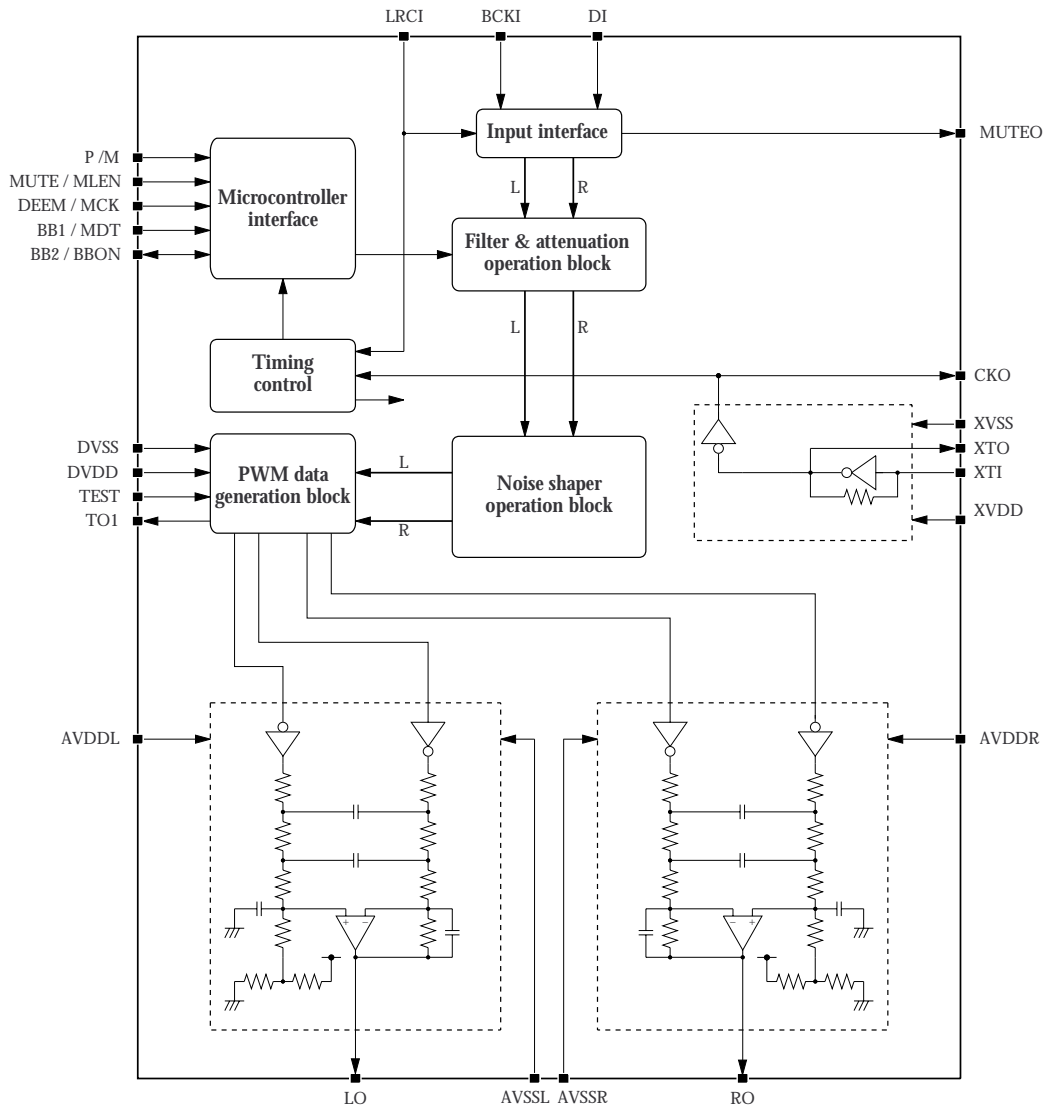 LRCI
BCKI
DI
Input interface
MUTEO
P /M
MUTE / MLEN
DEEM / MCK
BB1 / MDT
BB2 / BBON
Microcontroller
interface
L
R
Filter & attenuation
operation block
L
R
Timing
control
CKO
XVSS
XTO
XTI
XVDD
DVSS
DVDD
TEST
TO1
PWM data
generation block
L
R
Noise shaper
operation block
AVDDL
AVDDR
+ −
− +
LO
AVSSL
AVSSR
RO